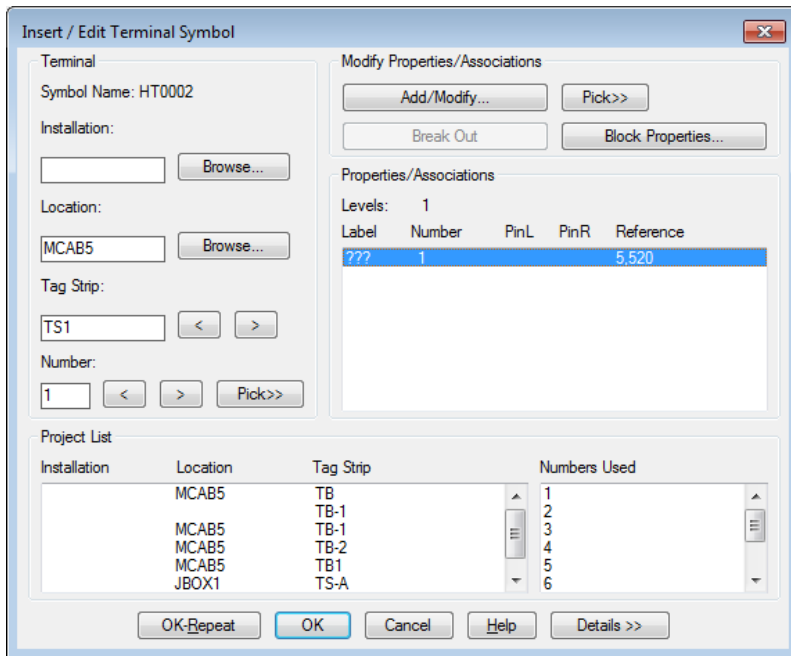 Insert / Edit Terminal Symbol
Terminal
Symbol Name: HT0002
Installation:
Browse...
Location:
MCAB5
Browse...
Tag Strip:
TS1
<
>
Number:
1
<
>
Pick>>
Modify Properties/Associations
Add/Modify...
Pick>>
Break Out
Block Properties...
Properties/Associations
Levels: 1
Label Number PinL PinR Reference
??? 1 5,520
Project List
Installation Location Tag Strip
MCAB5 TB
TB-1
MCAB5 TB-1
MCAB5 TB-2
MCAB5 TB1
JBOX1 TS-A
Numbers Used
1
2
3
4
5
6
OK-Repeat
OK
Cancel
Help
Details >>